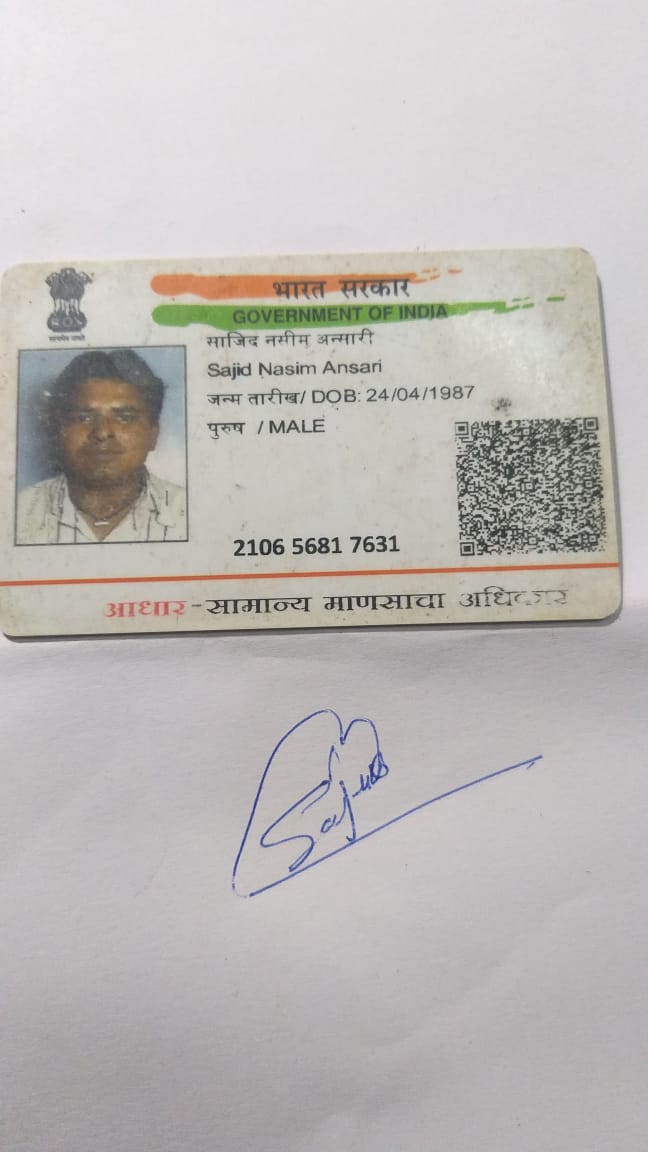 भारत सरकार
GOVERNMENT OF INDIA
साजिद नसीम अन्सारी
Sajid Nasim Ansari
जन्म तारीख/ DOB: 24/04/1987
पुरुष / MALE
2106 5681 7631
आधार-सामान्य माणसाचा अधिकार